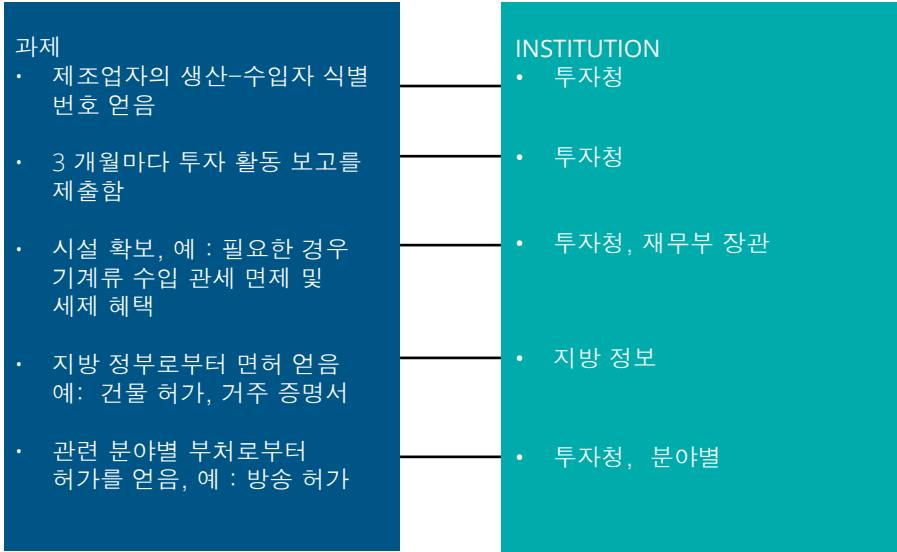 과제
• 제조업자의 생산–수입자 식별
번호 얻음
• 3 개월마다 투자 활동 보고를
제출함
• 시설 확보, 예 : 필요한 경우
기계류 수입 관세 면제 및
세제 혜택
• 지방 정부로부터 면허 얻음
예: 건물 허가, 거주 증명서
• 관련 분야별 부처로부터
허가를 얻음, 예 : 방송 허가
INSTITUTION
• 투자청
• 투자청
• 투자청, 재무부 장관
• 지방 정보
• 투자청, 분야별